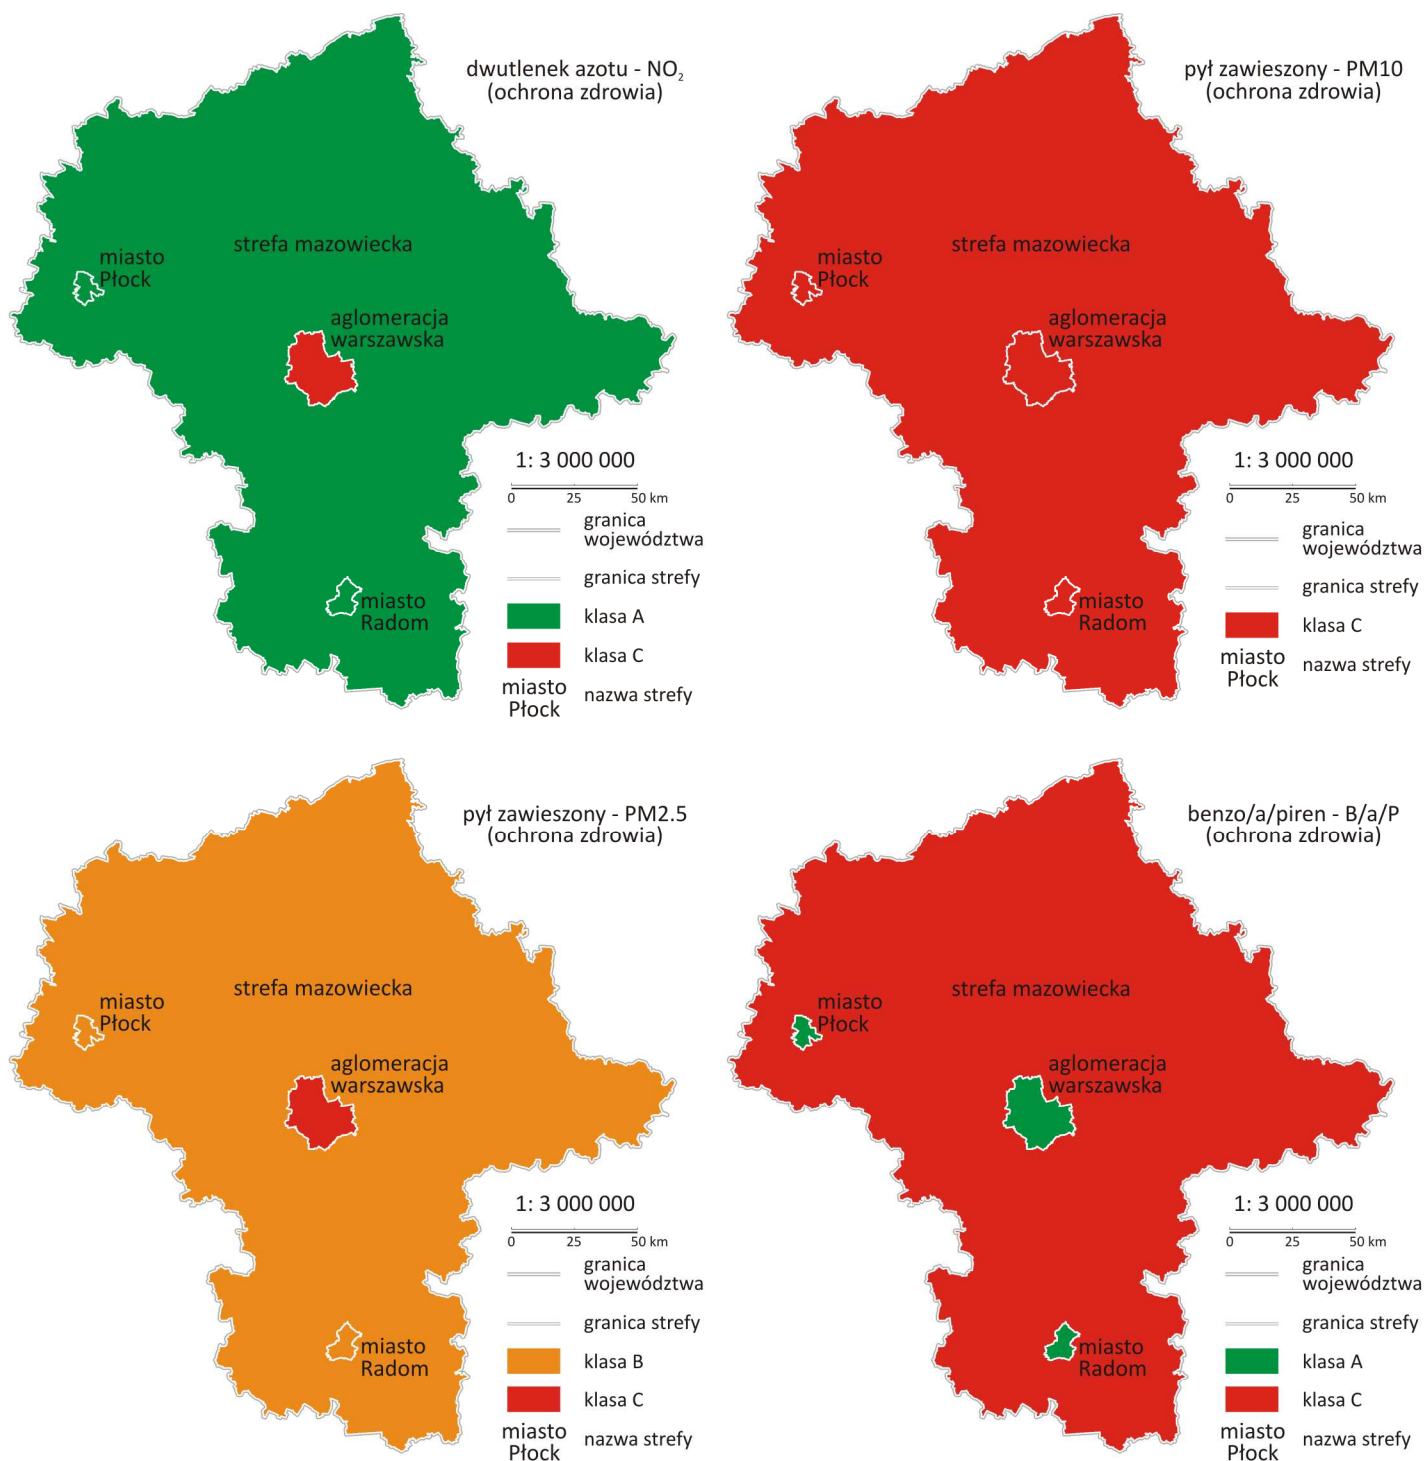 dwutlenek azotu - NO₂
(ochrona zdrowia)
miasto
Płock
strefa mazowiecka
aglomeracja
warszawska
miasto
Radom
1: 3 000 000
0 25 50 km
granica
województwa
granica strefy
klasa A
klasa C
miasto
Płock
nazwa strefy
pył zawieszony - PM10
(ochrona zdrowia)
miasto
Płock
strefa mazowiecka
aglomeracja
warszawska
miasto
Radom
1: 3 000 000
0 25 50 km
granica
województwa
granica strefy
klasa C
miasto
Płock
nazwa strefy
pył zawieszony - PM2.5
(ochrona zdrowia)
miasto
Płock
strefa mazowiecka
aglomeracja
warszawska
miasto
Radom
1: 3 000 000
0 25 50 km
granica
województwa
granica strefy
klasa B
klasa C
miasto
Płock
nazwa strefy
benzo/a/piren - B/a/P
(ochrona zdrowia)
miasto
Płock
strefa mazowiecka
aglomeracja
warszawska
miasto
Radom
1: 3 000 000
0 25 50 km
granica
województwa
granica strefy
klasa A
klasa C
miasto
Płock
nazwa strefy